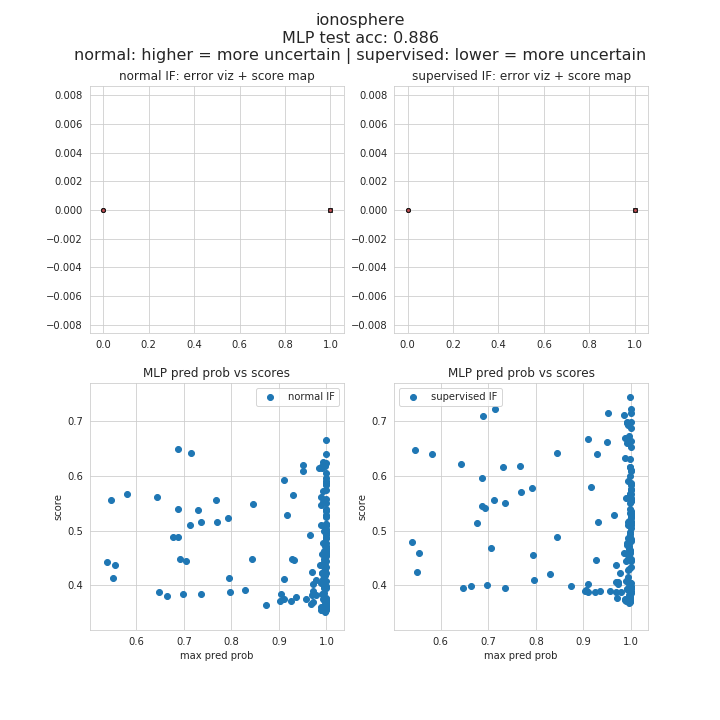 ionosphere
MLP test acc: 0.886
normal: higher = more uncertain | supervised: lower = more uncertain
normal IF: error viz + score map
supervised IF: error viz + score map
0.008
0.006
0.004
0.002
0.000
−0.002
−0.004
−0.006
−0.008
0.0 0.2 0.4 0.6 0.8 1.0
0.008
0.006
0.004
0.002
0.000
−0.002
−0.004
−0.006
−0.008
0.0 0.2 0.4 0.6 0.8 1.0
MLP pred prob vs scores
normal IF
0.7
0.6
0.5
0.4
score
0.6 0.7 0.8 0.9 1.0
max pred prob
MLP pred prob vs scores
supervised IF
0.7
0.6
0.5
0.4
score
0.6 0.7 0.8 0.9 1.0
max pred prob